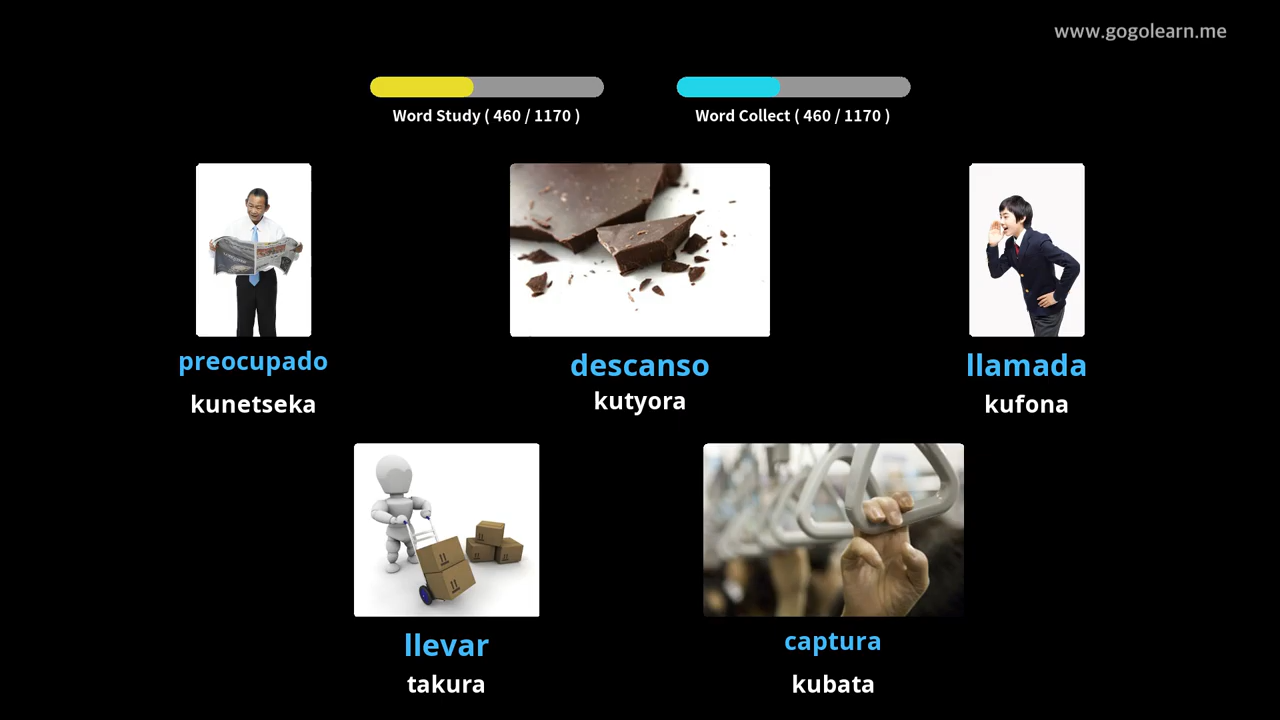 www.gogolearn.me
Word Study ( 460 / 1170 )
Word Collect ( 460 / 1170 )
preocupado
kunetseka
descanso
kutyora
llamada
kufona
llevar
takura
captura
kubata